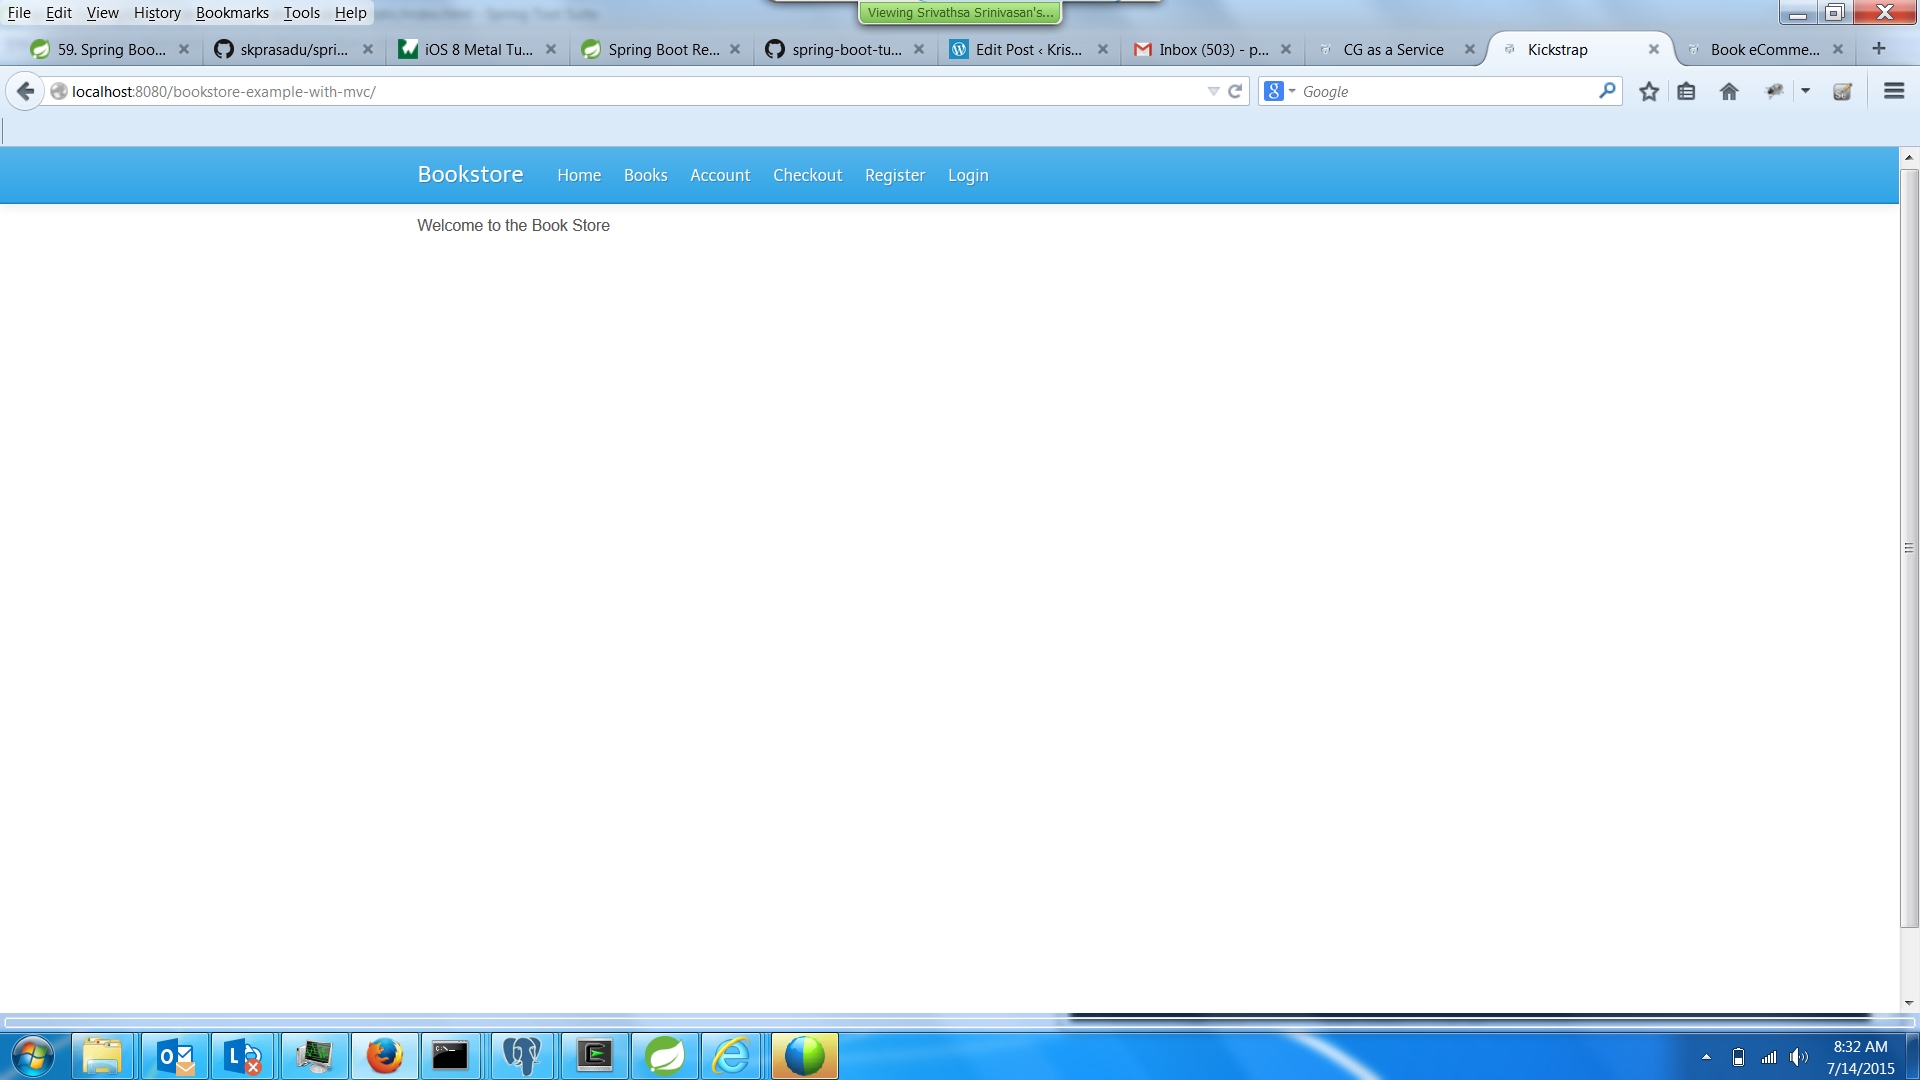 File Edit View History Bookmarks Tools Help
Viewing Srivathsa Srinivasan's...
59. Spring Boo... skprasadu/spri... iOS 8 Metal Tu... Spring Boot Re... spring-boot-tu... Edit Post ‹ Kris... Inbox (503) - p... CG as a Service Kickstrap Book eComme...
localhost:8080/bookstore-example-with-mvc/ Google
Bookstore Home Books Account Checkout Register Login
Welcome to the Book Store
8:32 AM
7/14/2015